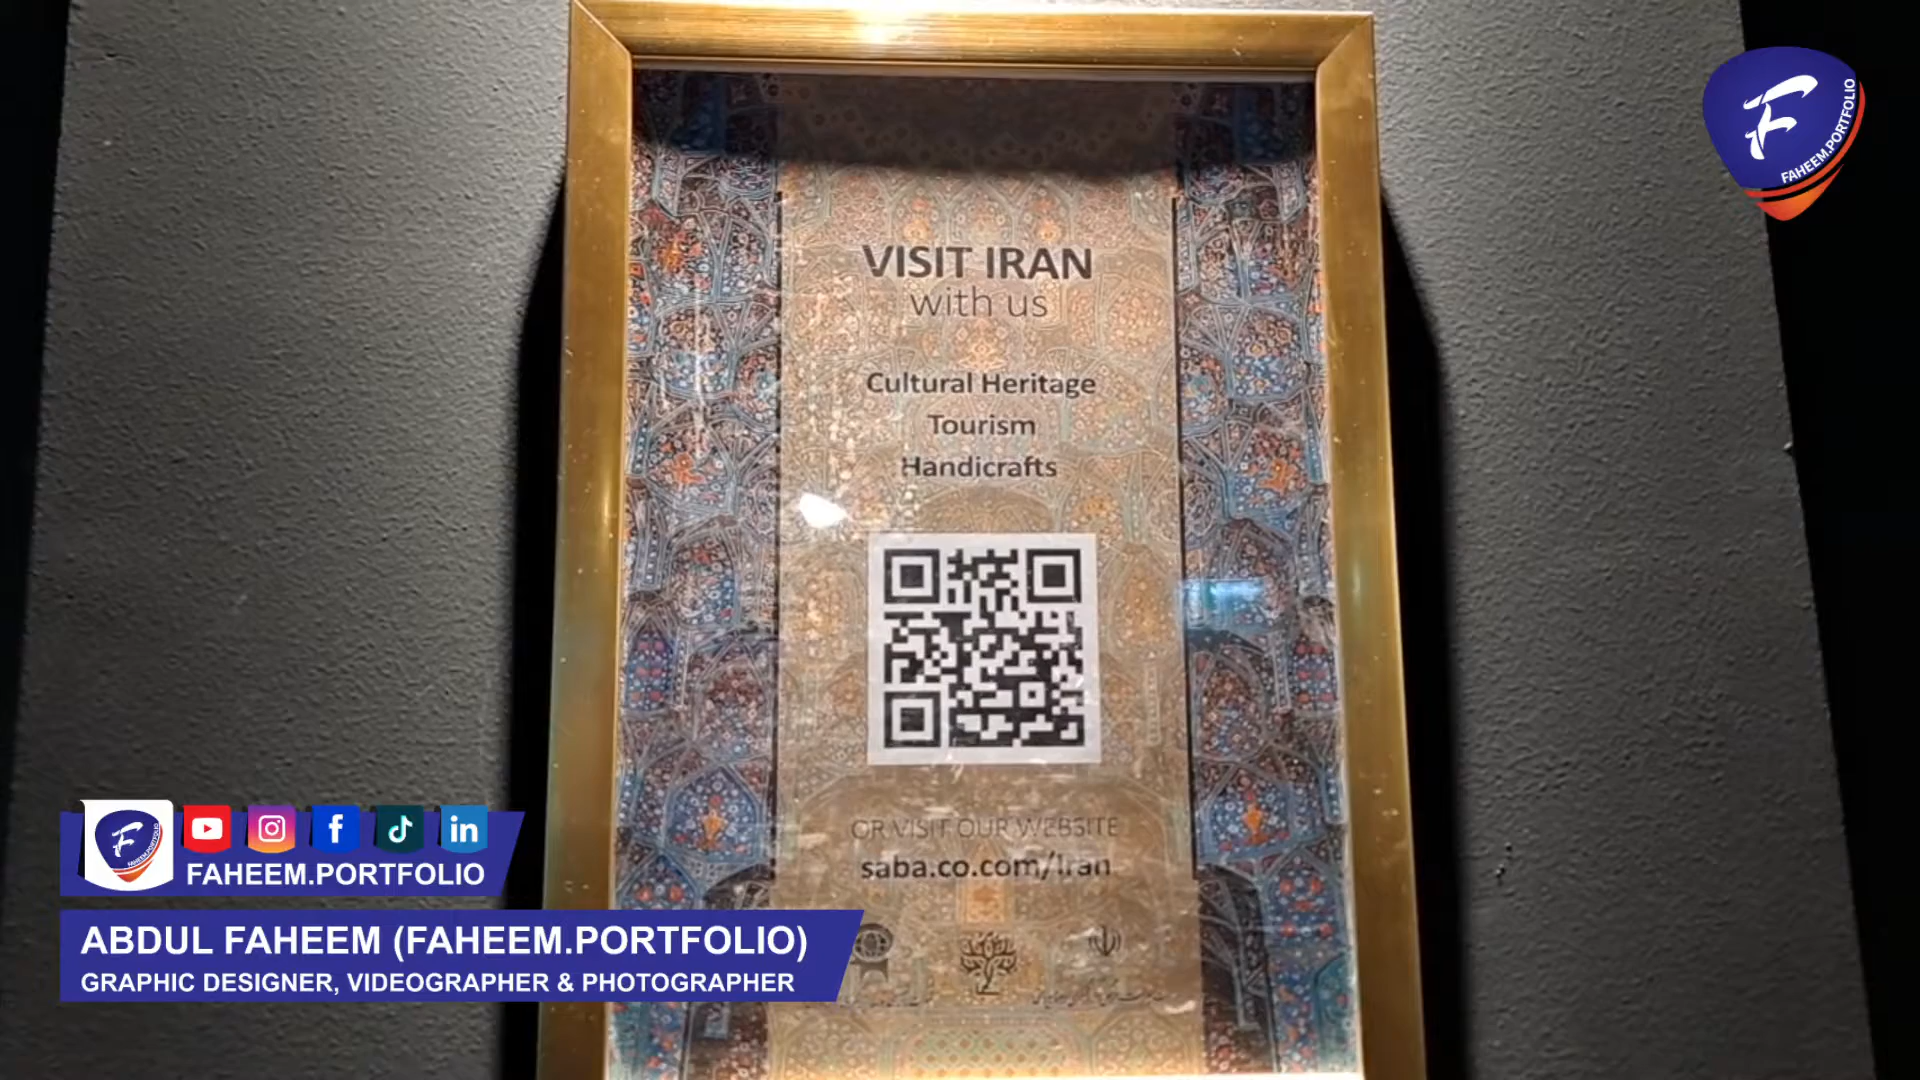 VISIT IRAN
with us
Cultural Heritage
Tourism
Handicrafts
OR VISIT OUR WEBSITE
saba.co.com/Iran
F
FAHEEM.PORTFOLIO
FAHEEM.PORTFOLIO
ABDUL FAHEEM (FAHEEM.PORTFOLIO)
GRAPHIC DESIGNER, VIDEOGRAPHER & PHOTOGRAPHER